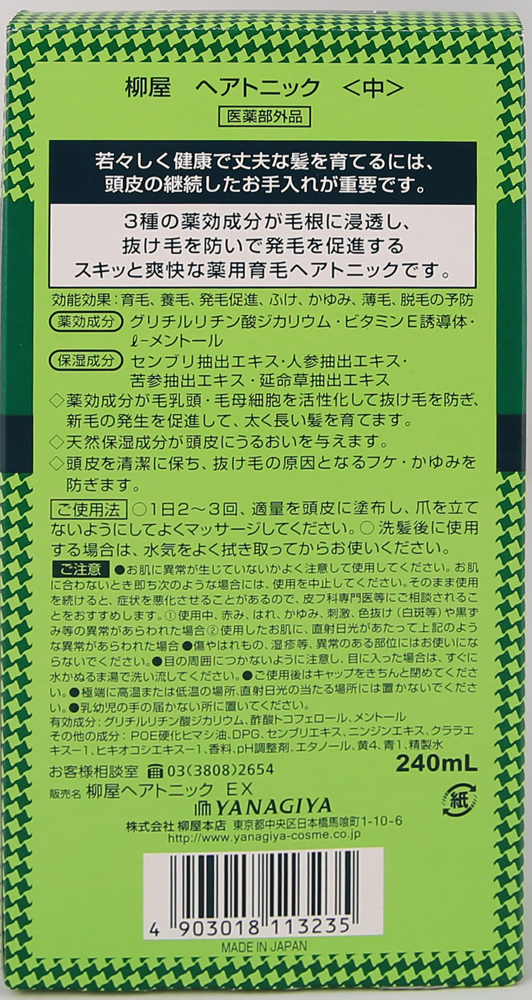 柳屋 ヘアトニック <中>
医薬部外品
若々しく健康で丈夫な髪を育てるには、
頭皮の継続したお手入れが重要です。
3種の薬効成分が毛根に浸透し、
抜け毛を防いで発毛を促進する
スキッと爽快な薬用育毛ヘアトニックです。
効能効果：育毛、養毛、発毛促進、ふけ、かゆみ、薄毛、脱毛の予防
薬効成分 グリチルリチン酸ジカリウム・ビタミンE誘導体・
ℓ-メントール
保湿成分 センブリ抽出エキス・人参抽出エキス・
苦参抽出エキス・延命草抽出エキス
◇薬効成分が毛乳頭・毛母細胞を活性化して抜け毛を防ぎ、
新毛の発生を促進して、太く長い髪を育てます。
◇天然保湿成分が頭皮にうるおいを与えます。
◇頭皮を清潔に保ち、抜け毛の原因となるフケ・かゆみを
防ぎます。
ご使用法 ○1日2〜3回、適量を頭皮に塗布し、爪を立て
ないようにしてよくマッサージしてください。○洗髪後に使用
する場合は、水気をよく拭き取ってからお使いください。
ご注意 ●お肌に異常が生じていないかよく注意して使用してください。お肌
に合わないとき即ち次のような場合には、使用を中止してください。そのまま使用
を続けると、症状を悪化させることがあるので、皮フ科専門医等にご相談されるこ
とをおすすめします。①使用中、赤み、はれ、かゆみ、刺激、色抜け（白斑等）や黒ず
み等の異常があらわれた場合②使用したお肌に、直射日光があたって上記のよう
な異常があらわれた場合●傷やはれもの、湿疹等、異常のある部位にはお使いにな
らないでください。●目の周囲につかないように注意し、目に入った場合は、すぐに
水かぬるま湯で洗い流してください。●ご使用後はキャップをきちんと閉めてくださ
い。●極端に高温または低温の場所、直射日光の当たる場所には置かないでくださ
い。●乳幼児の手の届かない所に置いてください。
有効成分：グリチルリチン酸ジカリウム、酢酸トコフェロール、メントール
その他の成分：POE硬化ヒマシ油、DPG、センブリエキス、ニンジンエキス、クララエ
キス-1、ヒキオコシエキス-1、香料、pH調整剤、エタノール、黄4、青1、精製水
240mL
お客様相談室 ☎03(3808)2654
販売名 柳屋ヘアトニック EX
紙
YANAGIYA
株式会社 柳屋本店 東京都中央区日本橋馬喰町1-10-6
http://www.yanagiya-cosme.co.jp
4 903018 113235
MADE IN JAPAN